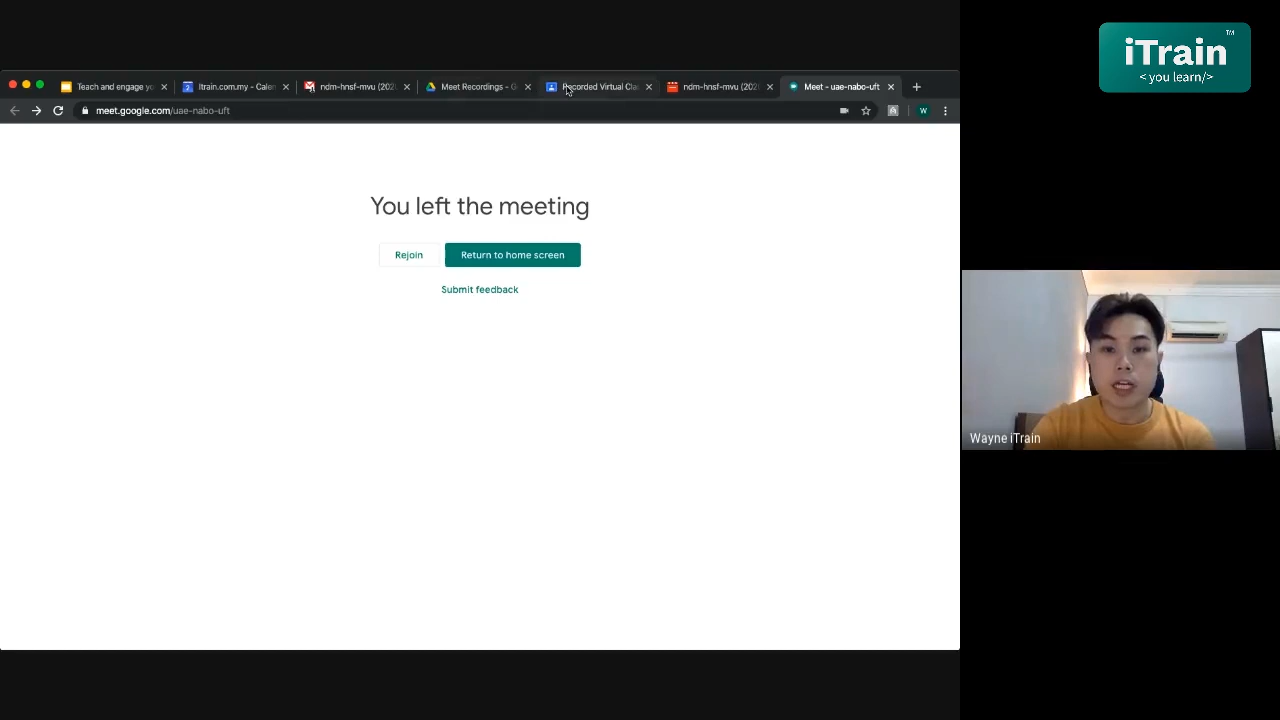 Teach and engage yo
Itrain.com.my - Calen
ndm-hnsf-mvu (202
Meet Recordings - G
Recorded Virtual Cla
ndm-hnsf-mvu (202
Meet - uae-nabo-uft
meet.google.com/uae-nabo-uft
W
You left the meeting
Rejoin
Return to home screen
Submit feedback
iTrain™
< you learn/>
Wayne iTrain